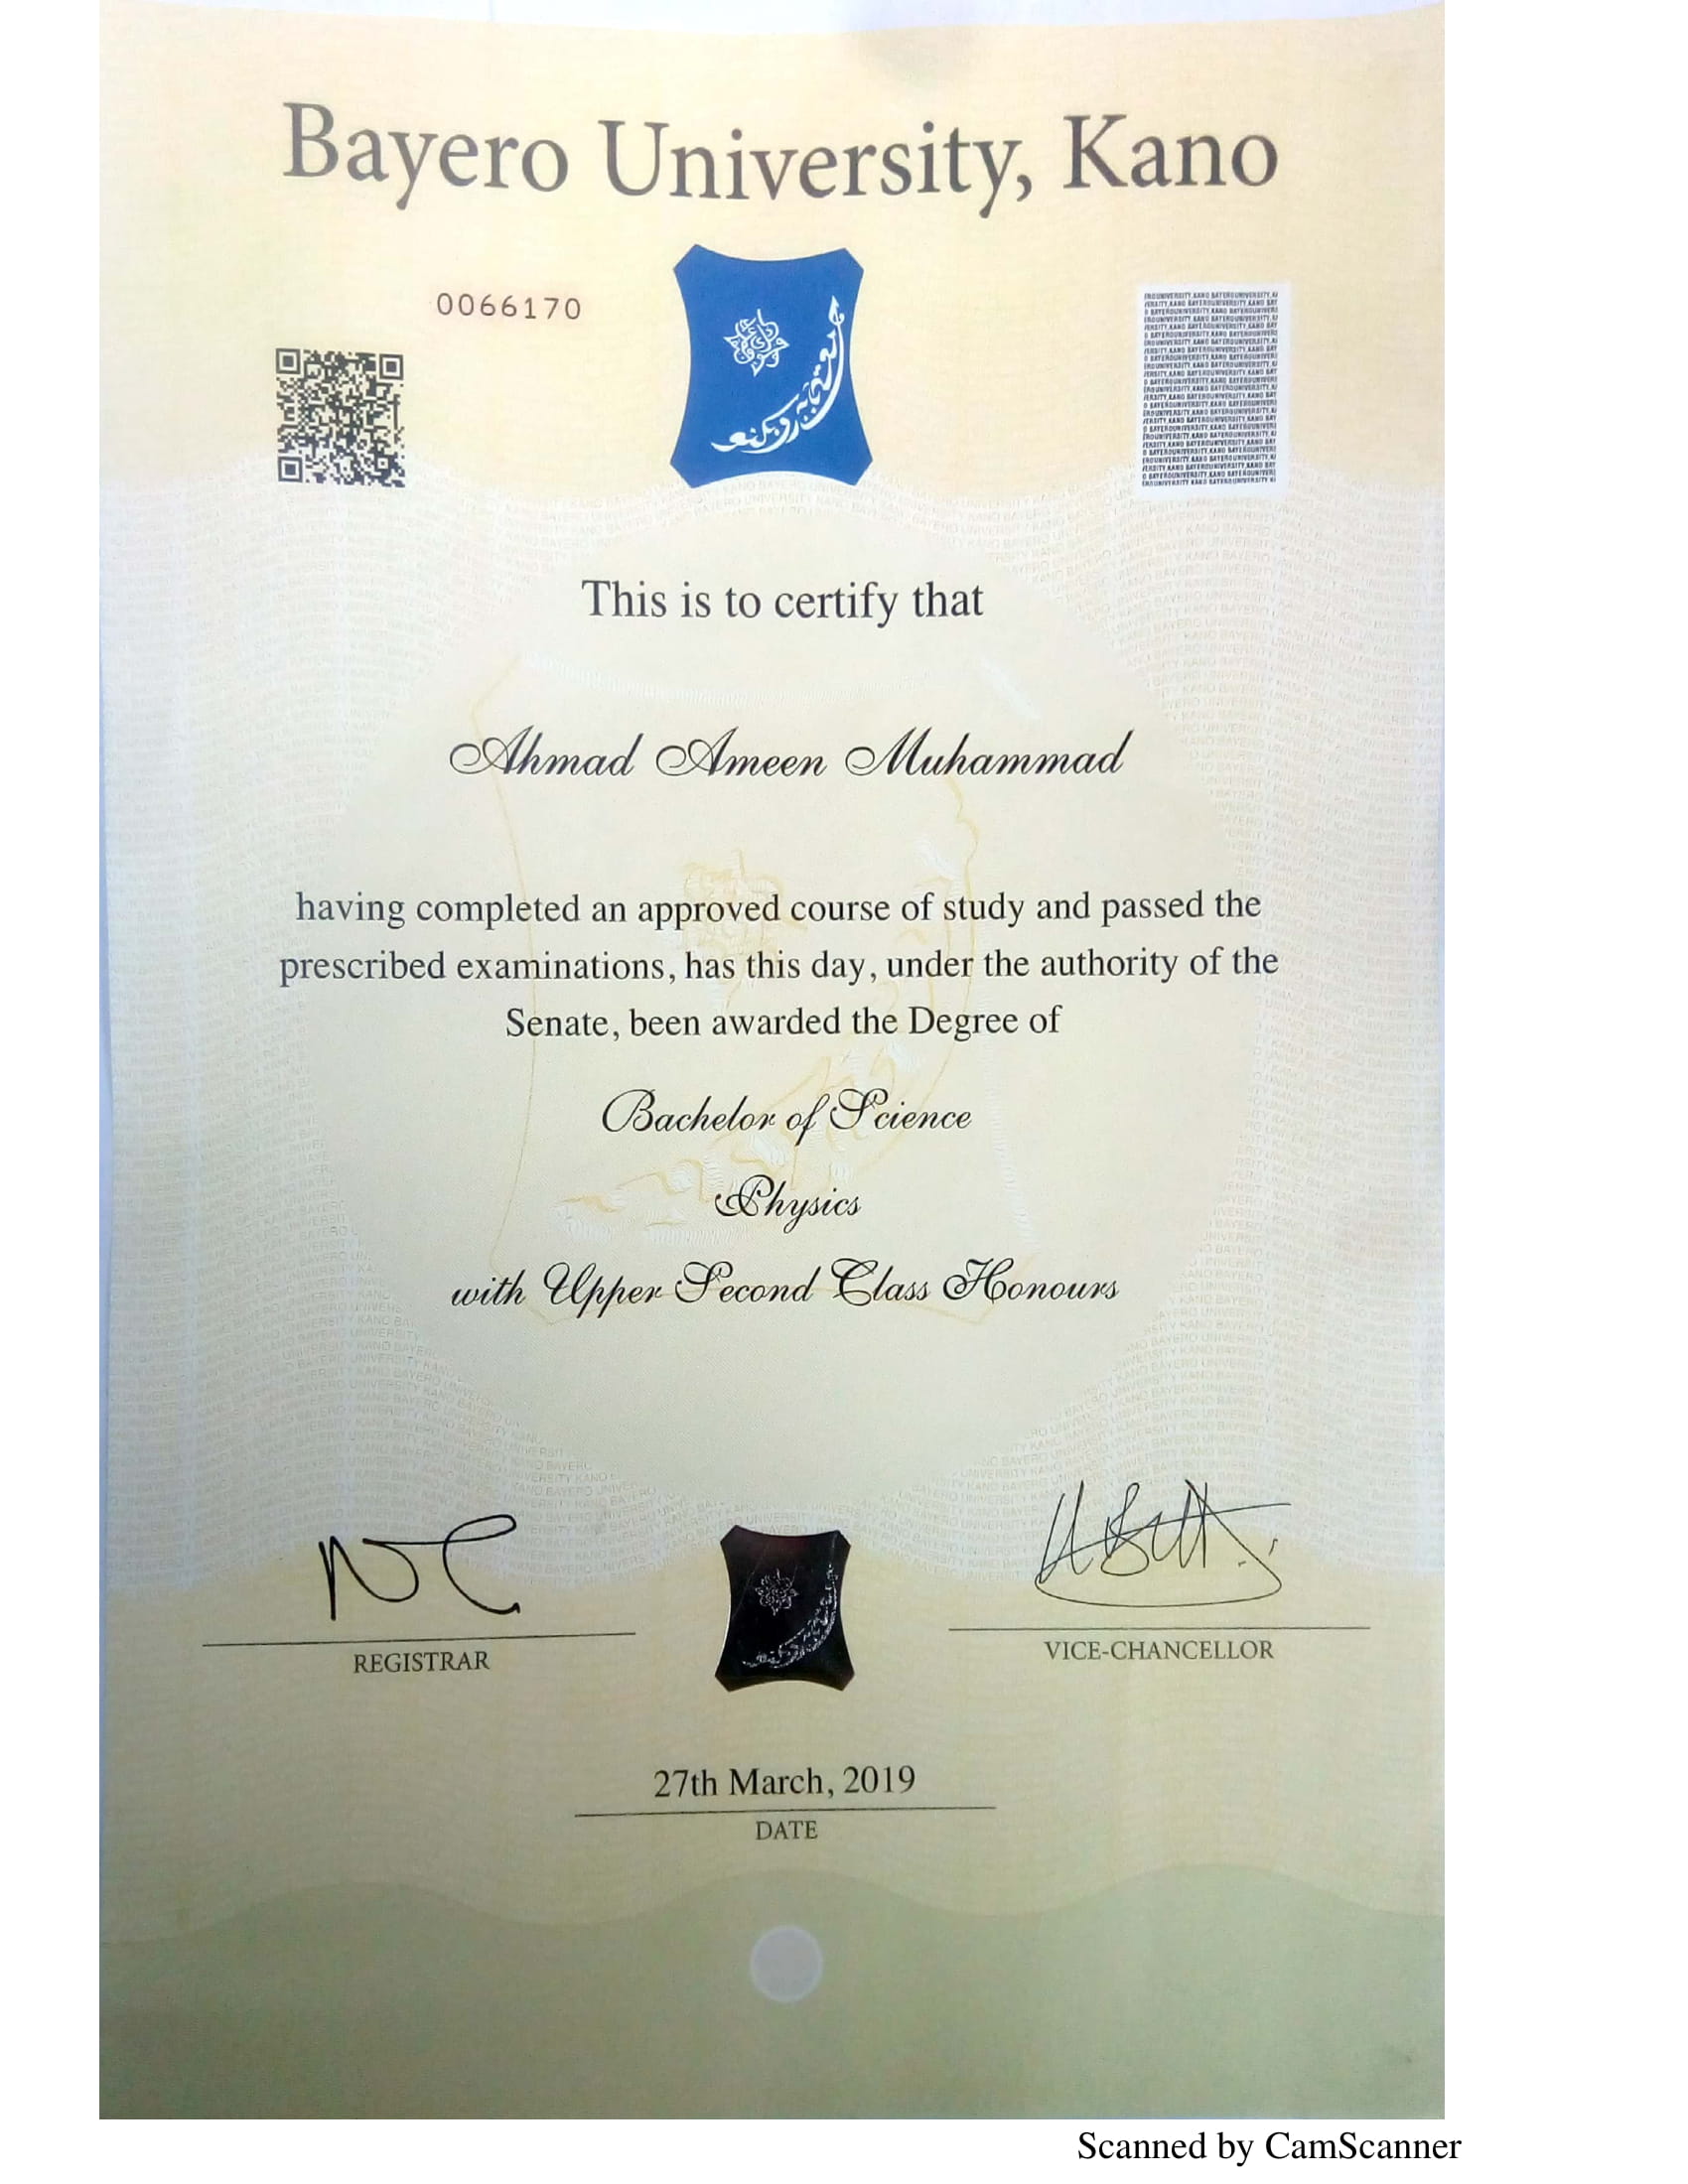 Bayero University, Kano
0066170
This is to certify that
Ahmad Ameen Muhammad
having completed an approved course of study and passed the
prescribed examinations, has this day, under the authority of the
Senate, been awarded the Degree of
Bachelor of Science
Physics
with Upper Second Class Honours
REGISTRAR
VICE-CHANCELLOR
27th March, 2019
DATE
Scanned by CamScanner